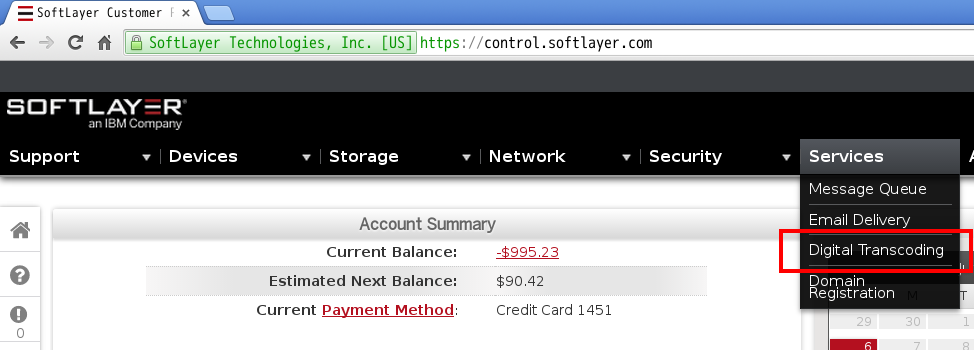 SoftLayer Customer
SoftLayer Technologies, Inc. [US] https://control.softlayer.com
SOFTLAYER
an IBM Company
Support Devices Storage Network Security Services
Message Queue
Email Delivery
Digital Transcoding
Domain
Registration
Account Summary
Current Balance: -$995.23
Estimated Next Balance: $90.42
Current Payment Method: Credit Card 1451
0
M T
29 30 1
6 7 8